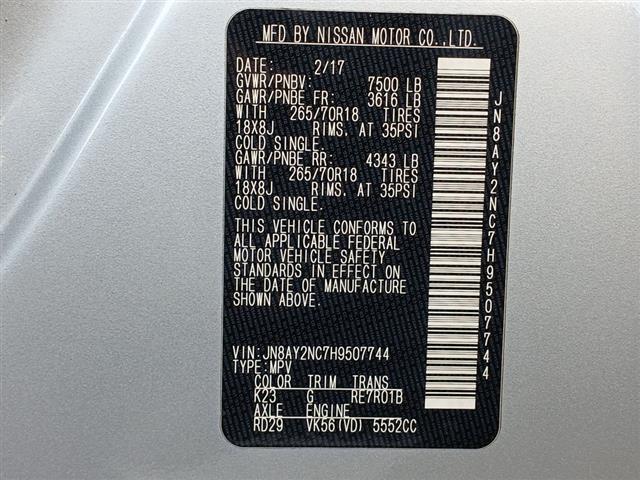 MFD BY NISSAN MOTOR CO.,LTD.
DATE: 2/17
GVWR/PNBV: 7500 LB
GAWR/PNBE FR: 3616 LB
WITH 265/70R18 TIRES
18X8J RIMS. AT 35PSI
COLD SINGLE.
GAWR/PNBE RR: 4343 LB
WITH 265/70R18 TIRES
18X8J RIMS. AT 35PSI
COLD SINGLE.
THIS VEHICLE CONFORMS TO
ALL APPLICABLE FEDERAL
MOTOR VEHICLE SAFETY
STANDARDS IN EFFECT ON
THE DATE OF MANUFACTURE
SHOWN ABOVE.
VIN:JN8AY2NC7H9507744
TYPE:MPV
COLOR TRIM TRANS
K23 G RE7R01B
AXLE ENGINE
RD29 VK56(VD) 5552CC
JN8AY2NC7H9507744